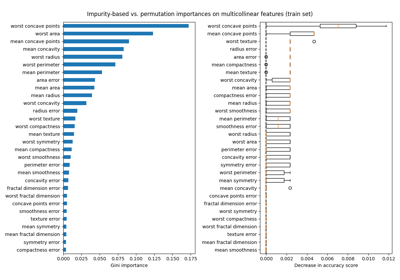 Impurity-based vs. permutation importances on multicollinear features (train set)
worst concave points
worst area
mean concave points
mean concavity
worst radius
worst perimeter
mean perimeter
area error
mean area
mean radius
worst concavity
radius error
worst texture
worst compactness
mean texture
worst symmetry
mean compactness
worst smoothness
perimeter error
mean smoothness
concavity error
fractal dimension error
worst fractal dimension
concave points error
smoothness error
texture error
mean symmetry
mean fractal dimension
symmetry error
compactness error
0.000 0.025 0.050 0.075 0.100 0.125 0.150 0.175
Gini importance
worst concave points
mean concave points
worst texture
radius error
area error
mean compactness
mean texture
worst concavity
mean area
compactness error
mean radius
worst smoothness
mean perimeter
smoothness error
worst radius
worst area
perimeter error
concavity error
symmetry error
worst perimeter
mean symmetry
mean concavity
concave points error
fractal dimension error
worst symmetry
worst compactness
worst fractal dimension
texture error
mean fractal dimension
mean smoothness
0.000 0.002 0.004 0.006 0.008 0.010 0.012
Decrease in accuracy score